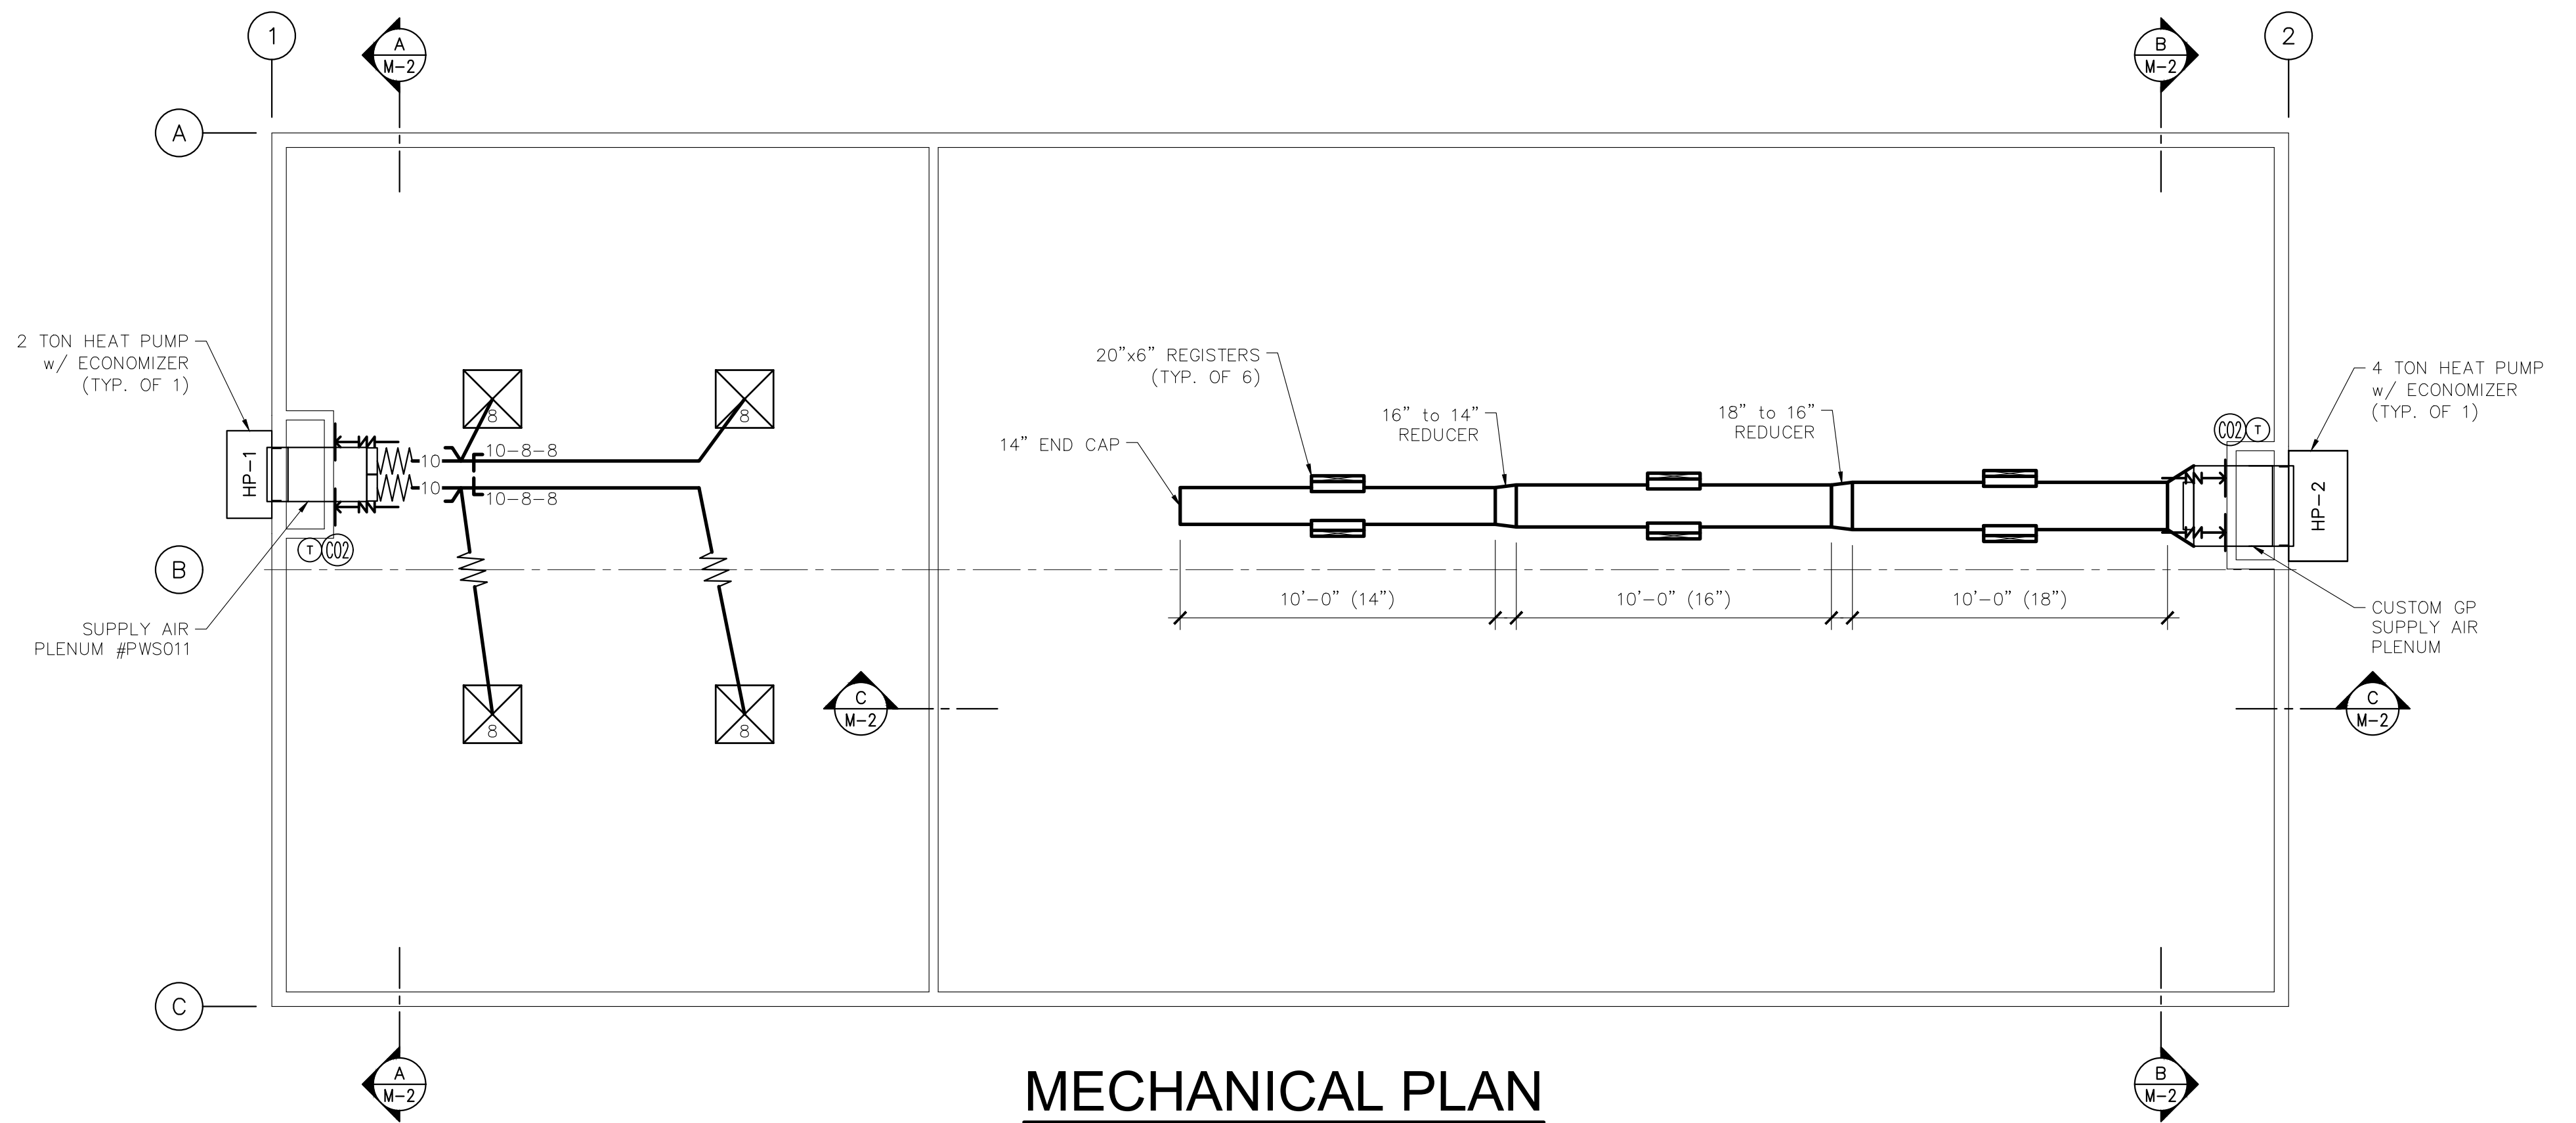 1
A
M-2
B
M-2
2
A
2 TON HEAT PUMP
w/ ECONOMIZER
(TYP. OF 1)
20"x6" REGISTERS
(TYP. OF 6)
4 TON HEAT PUMP
w/ ECONOMIZER
(TYP. OF 1)
14" END CAP
16" to 14"
REDUCER
18" to 16"
REDUCER
8
8
HP-1
10
10-8-8
10
10-8-8
CO2
T
HP-2
T
CO2
B
10'-0" (14")
10'-0" (16")
10'-0" (18")
SUPPLY AIR
PLENUM #PWS011
CUSTOM GP
SUPPLY AIR
PLENUM
8
8
C
M-2
C
M-2
C
A
M-2
B
M-2
MECHANICAL PLAN